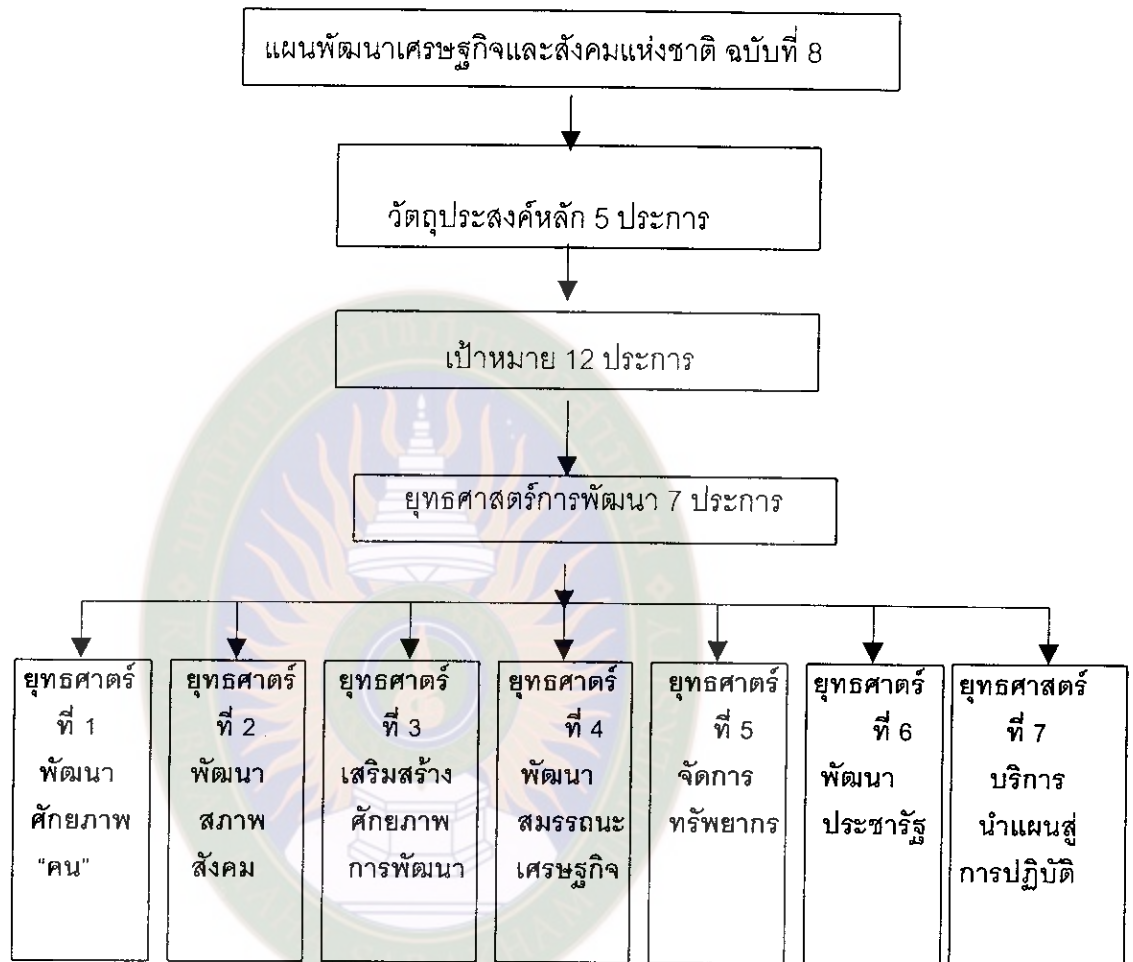 แผนพัฒนาเศรษฐกิจและสังคมแห่งชาติ ฉบับที่ 8
วัตถุประสงค์หลัก 5 ประการ
เป้าหมาย 12 ประการ
ยุทธศาสตร์การพัฒนา 7 ประการ
ยุทธศาตร์
ที่ 1
พัฒนา
ศักยภาพ
“คน”
ยุทธศาตร์
ที่ 2
พัฒนา
สภาพ
สังคม
ยุทธศาตร์
ที่ 3
เสริมสร้าง
ศักยภาพ
การพัฒนา
ยุทธศาตร์
ที่ 4
พัฒนา
สมรรถนะ
เศรษฐกิจ
ยุทธศาตร์
ที่ 5
จัดการ
ทรัพยากร
ยุทธศาตร์
ที่ 6
พัฒนา
ประชารัฐ
ยุทธศาสตร์
ที่ 7
บริการ
นำแผนสู่
การปฏิบัติ